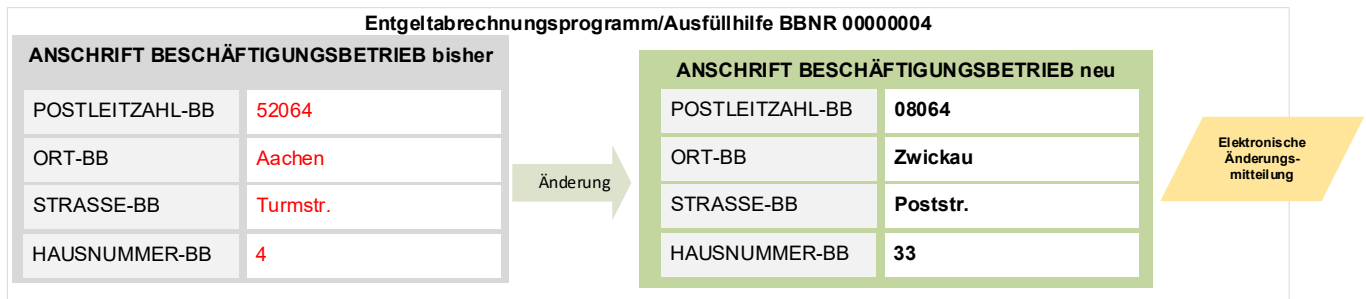 Entgeltabrechnungsprogramm/Ausfüllhilfe BBNR 00000004
ANSCHRIFT BESCHÄFTIGUNGSBETRIEB bisher
POSTLEITZAHL-BB 52064
ORT-BB Aachen
STRASSE-BB Turmstr.
HAUSNUMMER-BB 4
Änderung
ANSCHRIFT BESCHÄFTIGUNGSBETRIEB neu
POSTLEITZAHL-BB 08064
ORT-BB Zwickau
STRASSE-BB Poststr.
HAUSNUMMER-BB 33
Elektronische
Änderungs-
mitteilung